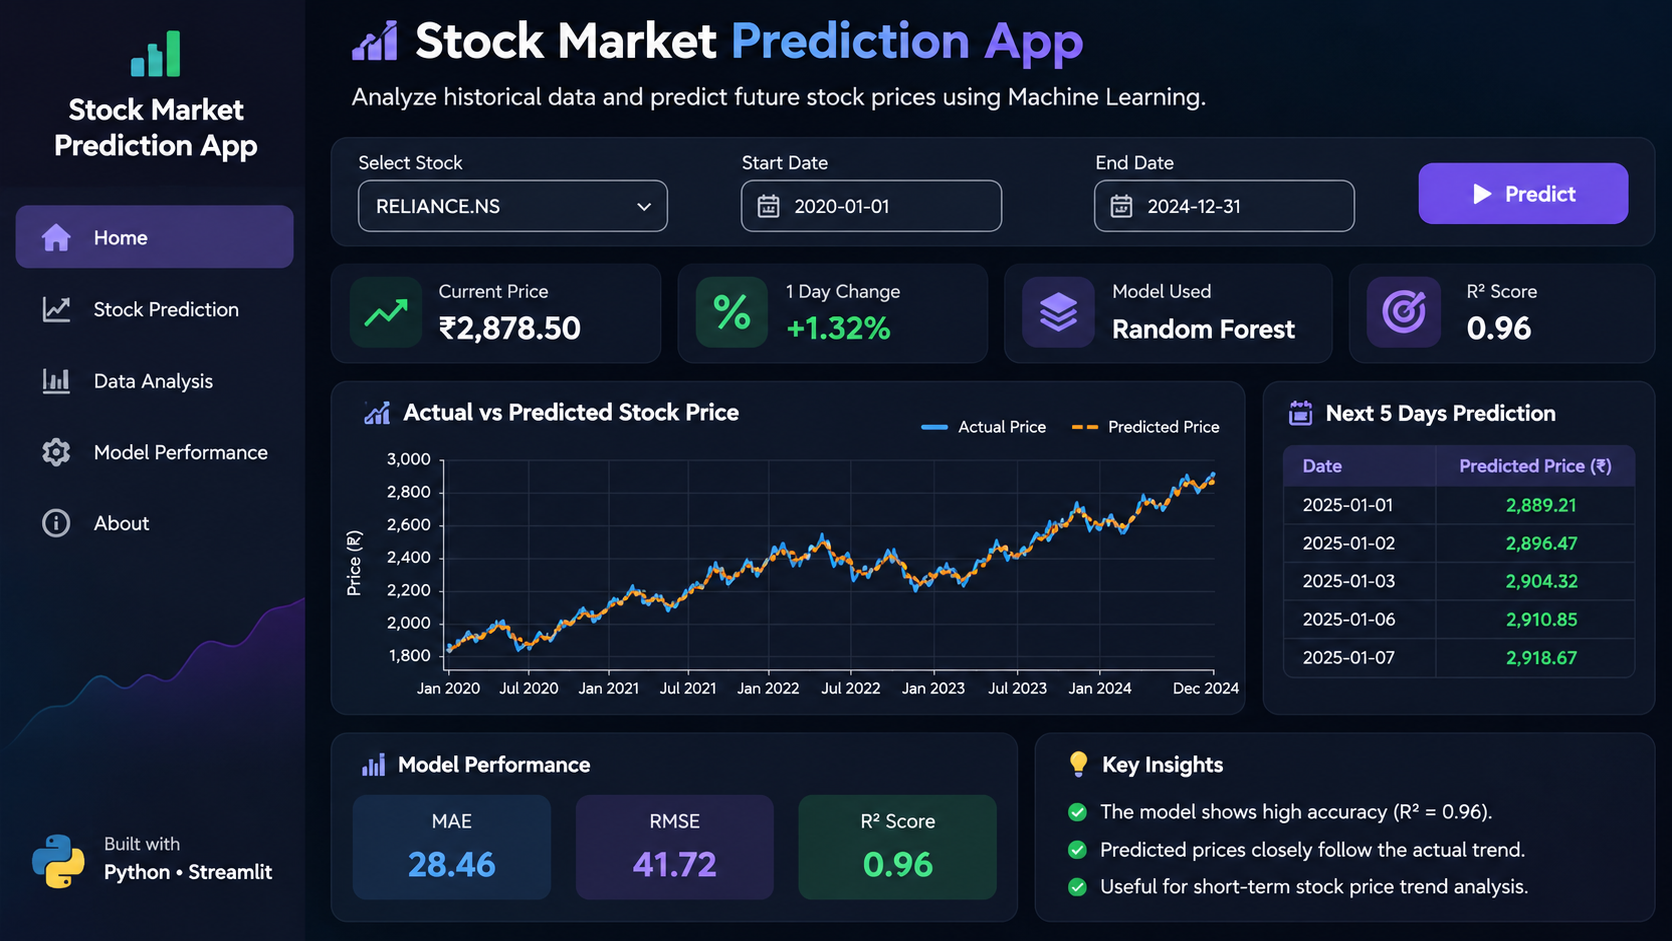 Stock Market
Prediction App
Home
Stock Prediction
Data Analysis
Model Performance
About
Built with
Python • Streamlit
Stock Market Prediction App
Analyze historical data and predict future stock prices using Machine Learning.
Select Stock
RELIANCE.NS
Start Date
2020-01-01
End Date
2024-12-31
Predict
Current Price
₹2,878.50
%
1 Day Change
+1.32%
Model Used
Random Forest
R² Score
0.96
Actual vs Predicted Stock Price
Actual Price
Predicted Price
Price (₹)
3,000
2,800
2,600
2,400
2,200
2,000
1,800
Jan 2020 Jul 2020 Jan 2021 Jul 2021 Jan 2022 Jul 2022 Jan 2023 Jul 2023 Jan 2024 Dec 2024
Next 5 Days Prediction
Date Predicted Price (₹)
2025-01-01 2,889.21
2025-01-02 2,896.47
2025-01-03 2,904.32
2025-01-06 2,910.85
2025-01-07 2,918.67
Model Performance
MAE
28.46
RMSE
41.72
R² Score
0.96
Key Insights
The model shows high accuracy (R² = 0.96).
Predicted prices closely follow the actual trend.
Useful for short-term stock price trend analysis.